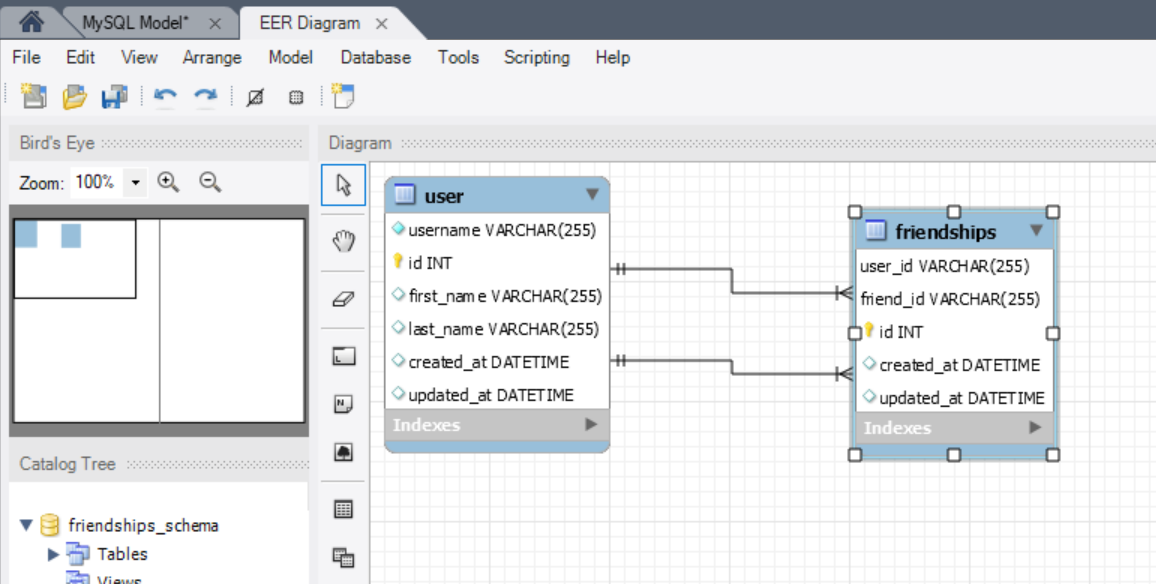 MySQL Model* ×
EER Diagram ×
File Edit View Arrange Model Database Tools Scripting Help
Bird's Eye
Diagram
Zoom: 100%
user
username VARCHAR(255)
id INT
first_name VARCHAR(255)
last_name VARCHAR(255)
created_at DATETIME
updated_at DATETIME
Indexes
friendships
user_id VARCHAR(255)
friend_id VARCHAR(255)
id INT
created_at DATETIME
updated_at DATETIME
Indexes
N
Catalog Tree
friendships_schema
Tables
Views